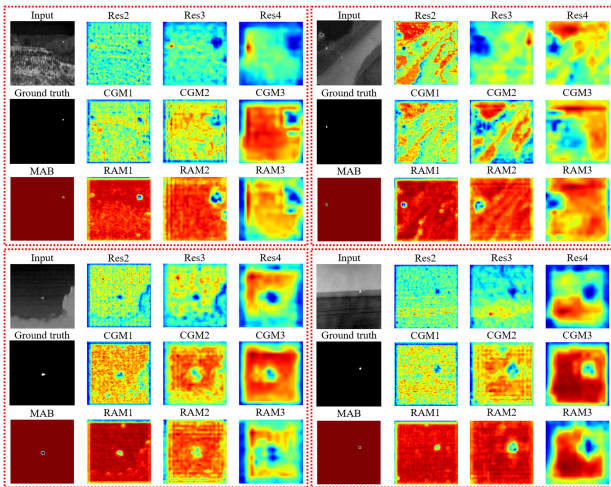 Input Res2 Res3 Res4 Input Res2 Res3 Res4
Ground truth CGM1 CGM2 CGM3 Ground truth CGM1 CGM2 CGM3
MAB RAM1 RAM2 RAM3 MAB RAM1 RAM2 RAM3
Input Res2 Res3 Res4 Input Res2 Res3 Res4
Ground truth CGM1 CGM2 CGM3 Ground truth CGM1 CGM2 CGM3
MAB RAM1 RAM2 RAM3 MAB RAM1 RAM2 RAM3